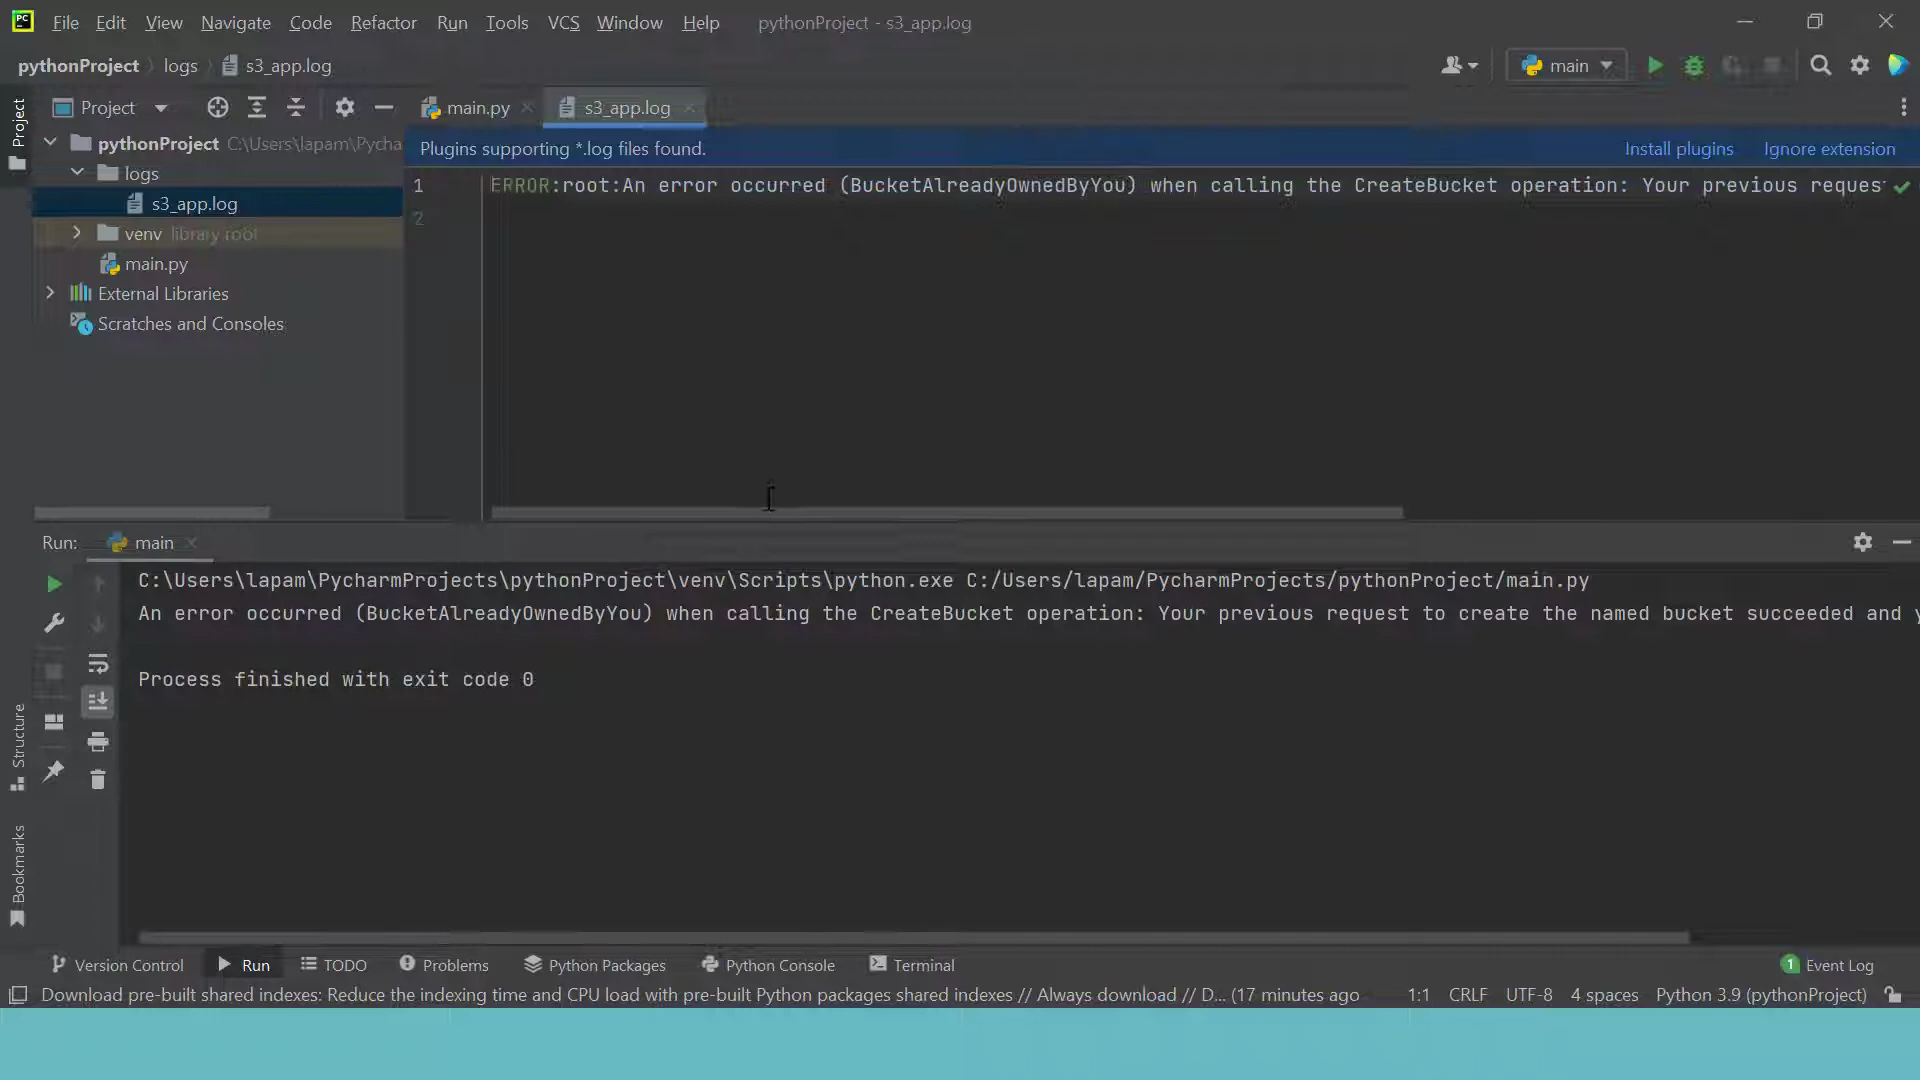 PC File Edit View Navigate Code Refactor Run Tools VCS Window Help pythonProject - s3_app.log
pythonProject logs s3_app.log main
Project main.py s3_app.log
Project
pythonProject C:\Users\lapam\Pycha
Plugins supporting *.log files found. Install plugins Ignore extension
logs
1 ERROR:root:An error occurred (BucketAlreadyOwnedByYou) when calling the CreateBucket operation: Your previous reques
s3_app.log
2
venv library root
main.py
External Libraries
Scratches and Consoles
Run: main
C:\Users\lapam\PycharmProjects\pythonProject\venv\Scripts\python.exe C:/Users/lapam/PycharmProjects/pythonProject/main.py
An error occurred (BucketAlreadyOwnedByYou) when calling the CreateBucket operation: Your previous request to create the named bucket succeeded and y
Process finished with exit code 0
Structure
Bookmarks
Version Control Run TODO Problems Python Packages Python Console Terminal 1 Event Log
Download pre-built shared indexes: Reduce the indexing time and CPU load with pre-built Python packages shared indexes // Always download // D... (17 minutes ago 1:1 CRLF UTF-8 4 spaces Python 3.9 (pythonProject)